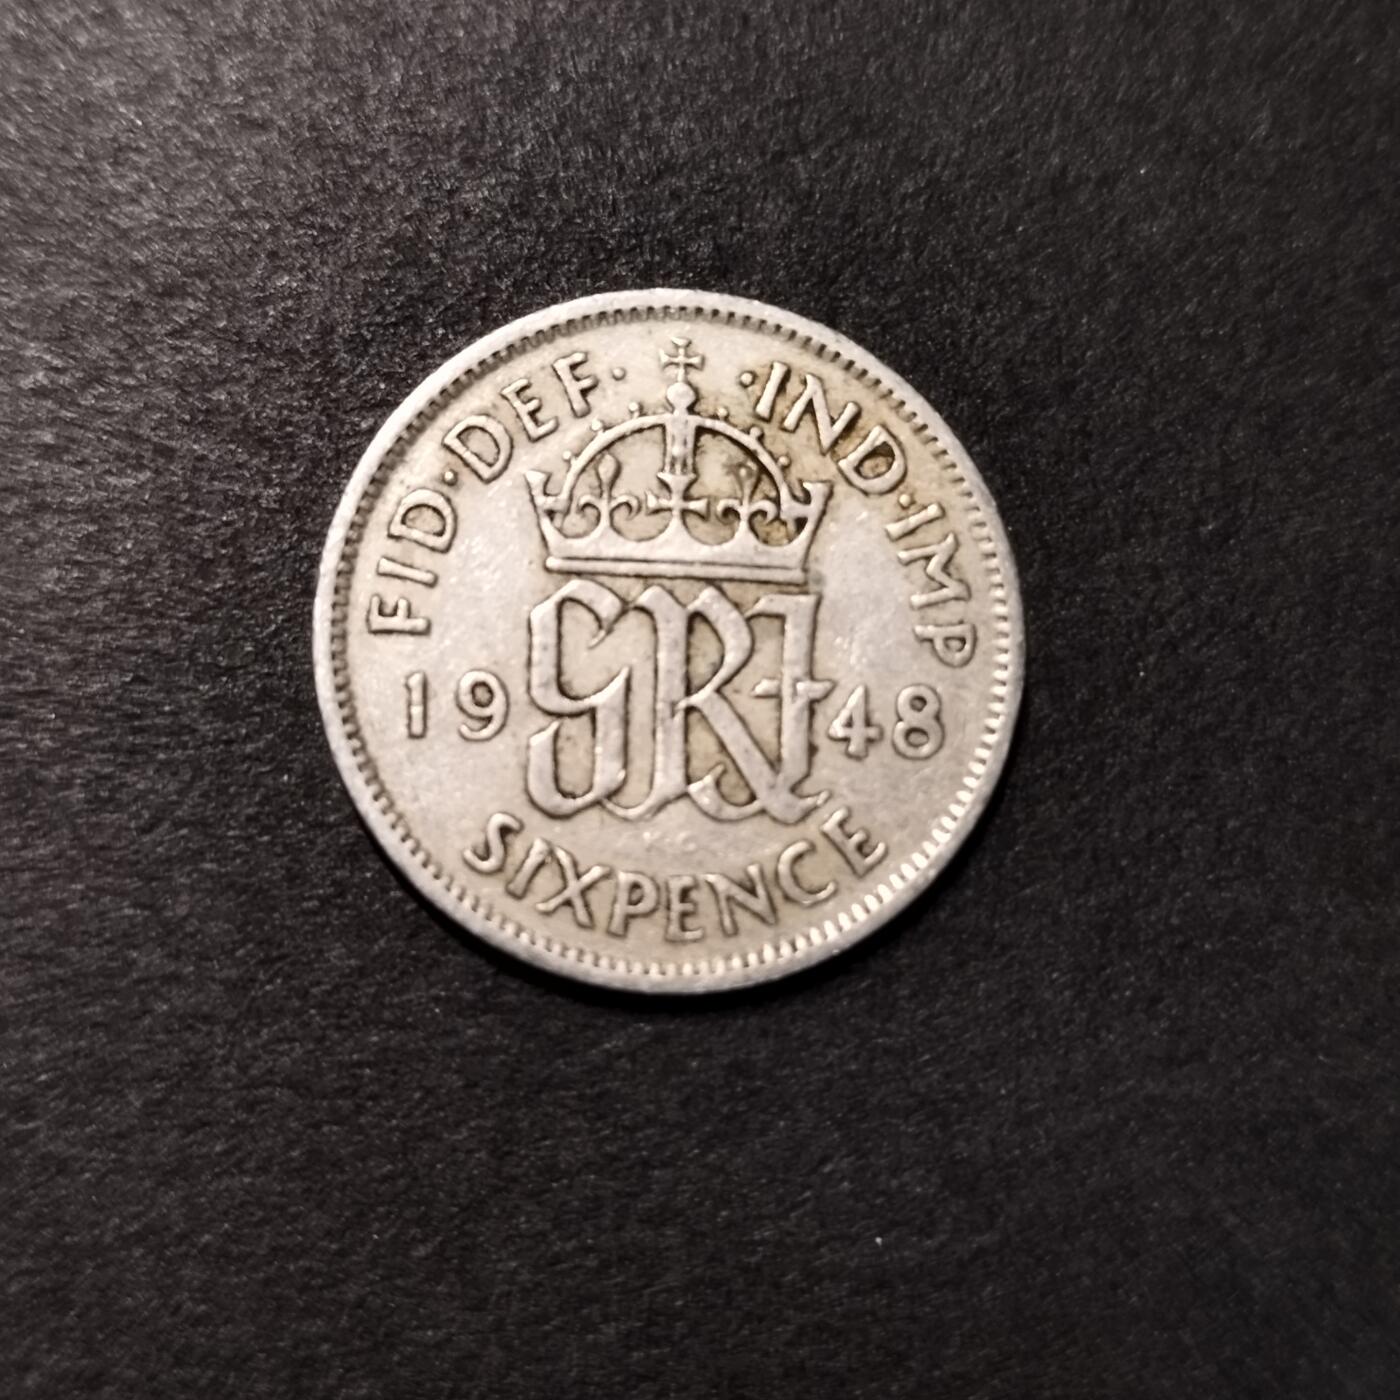 FID·DEF· ·IND·IMP
19 GRI 48
SIXPENCE